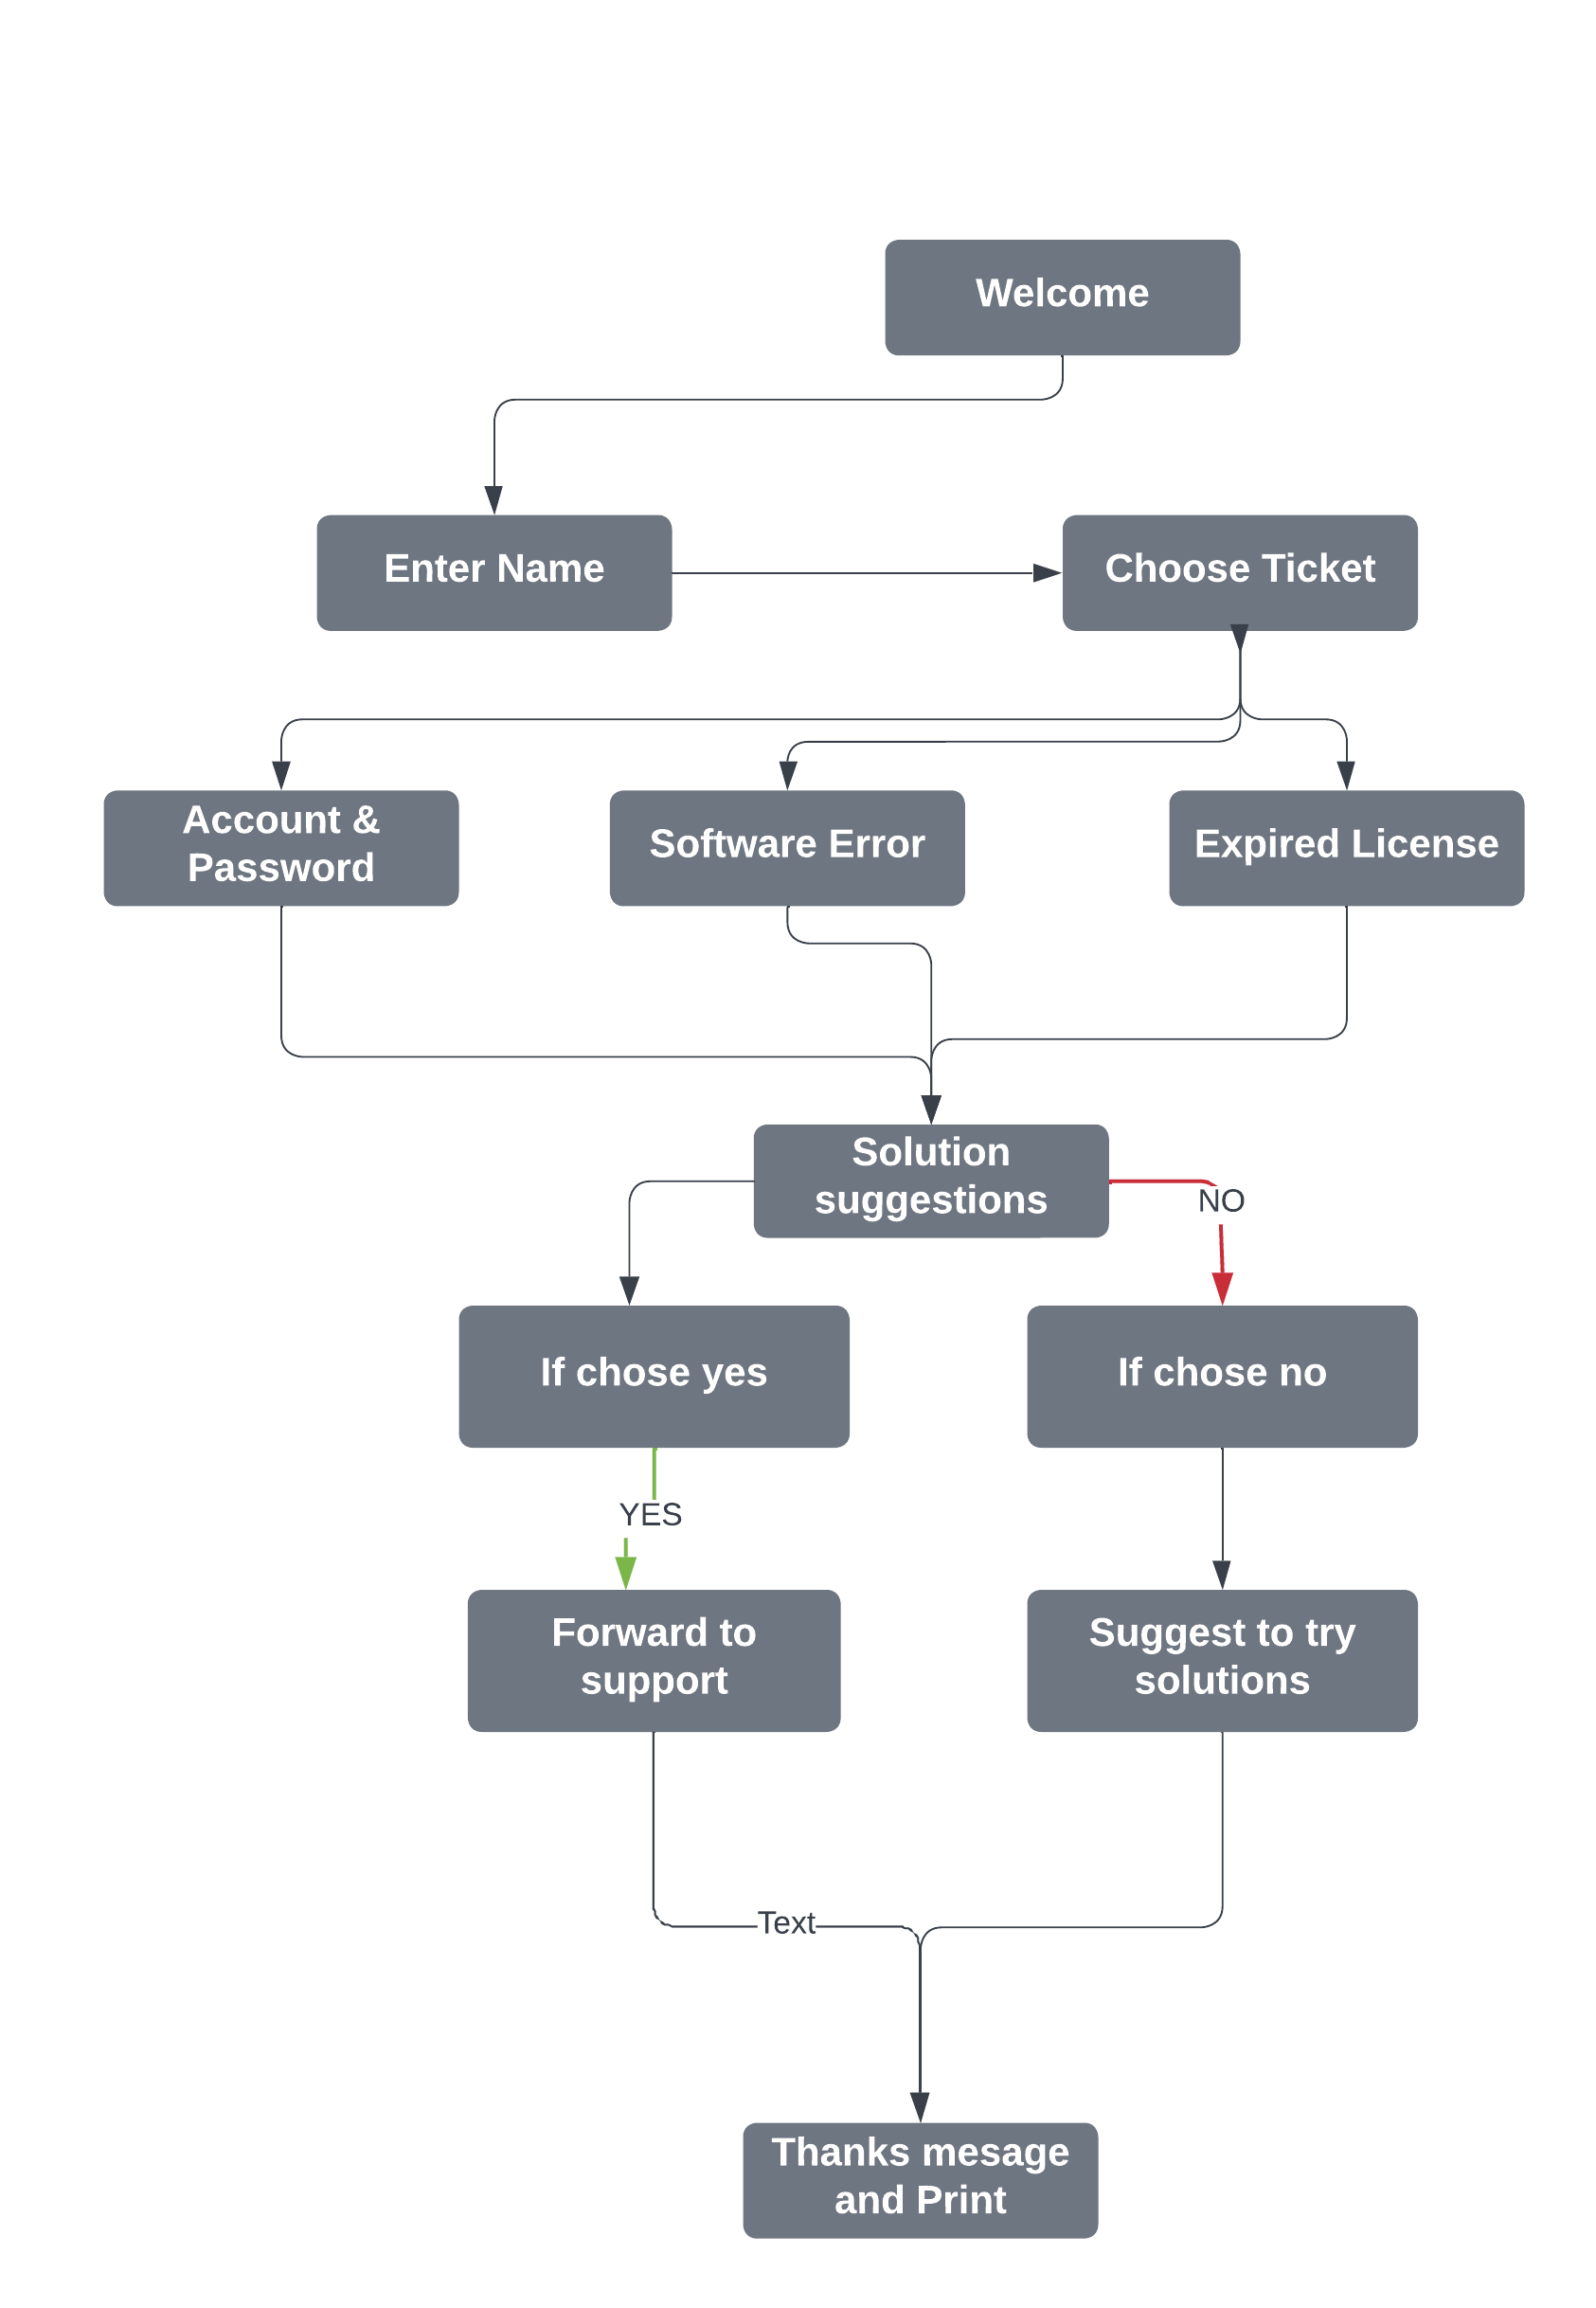 Welcome
Enter Name
Choose Ticket
Account &
Password
Software Error
Expired License
Solution
suggestions
NO
If chose yes
If chose no
YES
Forward to
support
Suggest to try
solutions
Text
Thanks mesage
and Print